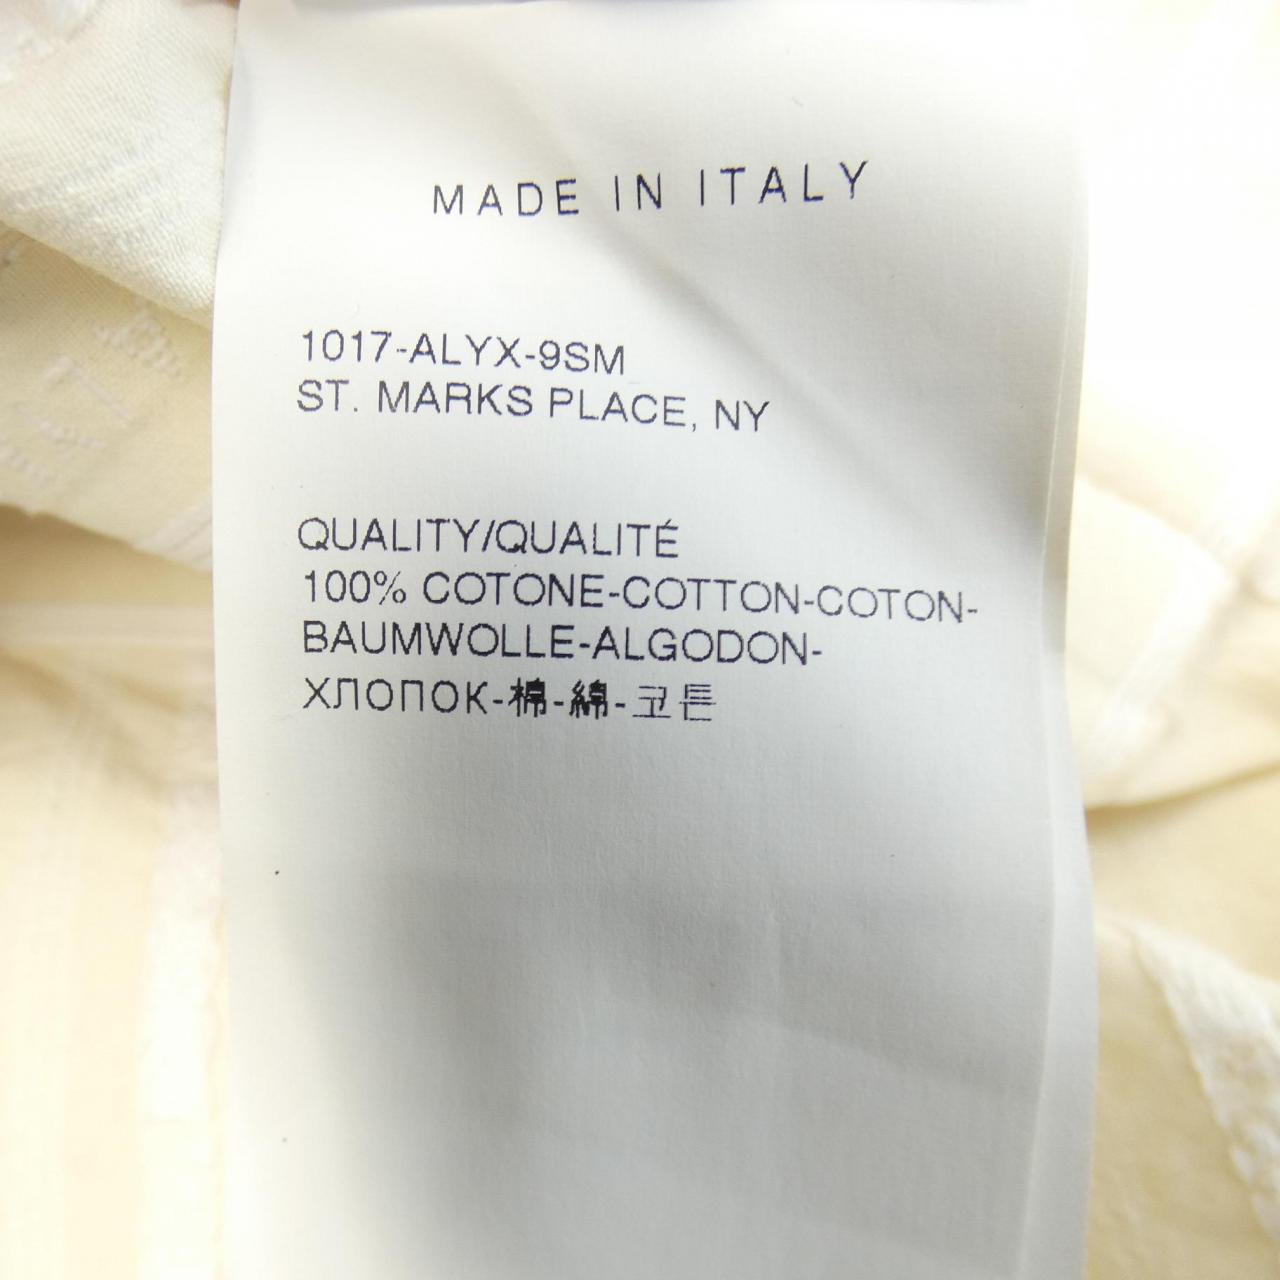 MADE IN ITALY
1017-ALYX-9SM
ST. MARKS PLACE, NY
QUALITY/QUALITÉ
100% COTONE-COTTON-COTON-
BAUMWOLLE-ALGODON-
ХЛОПОК-棉-綿-코튼